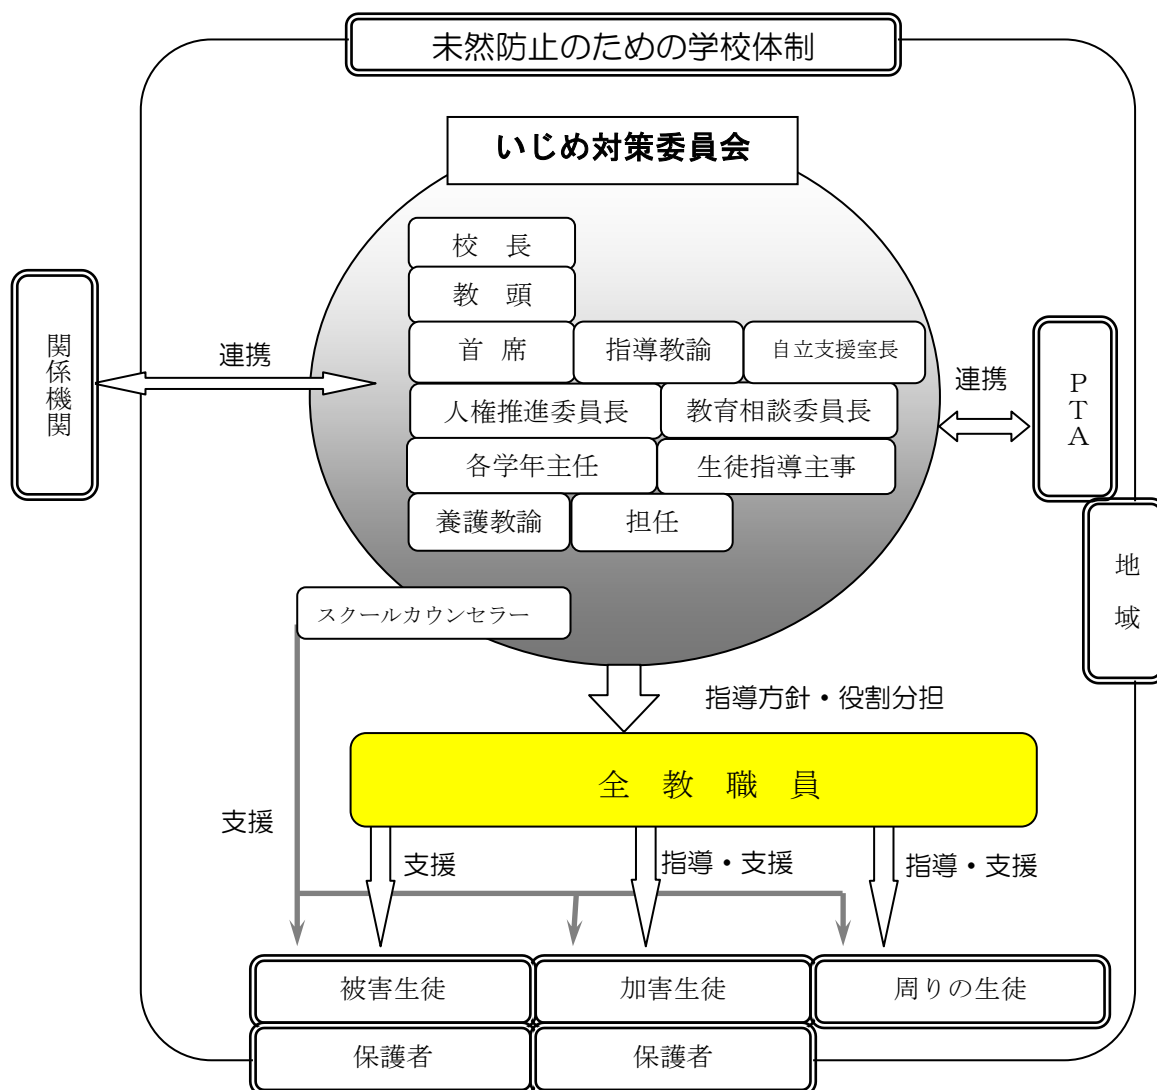 未然防止のための学校体制
いじめ対策委員会
校　長
教　頭
首 席
指導教諭
自立支援室長
人権推進委員長
教育相談委員長
各学年主任
生徒指導主事
養護教諭
担任
スクールカウンセラー
関係機関
連携
連携
PTA
地域
指導方針・役割分担
全　教　職　員
支援
支援
指導・支援
指導・支援
被害生徒
加害生徒
周りの生徒
保護者
保護者